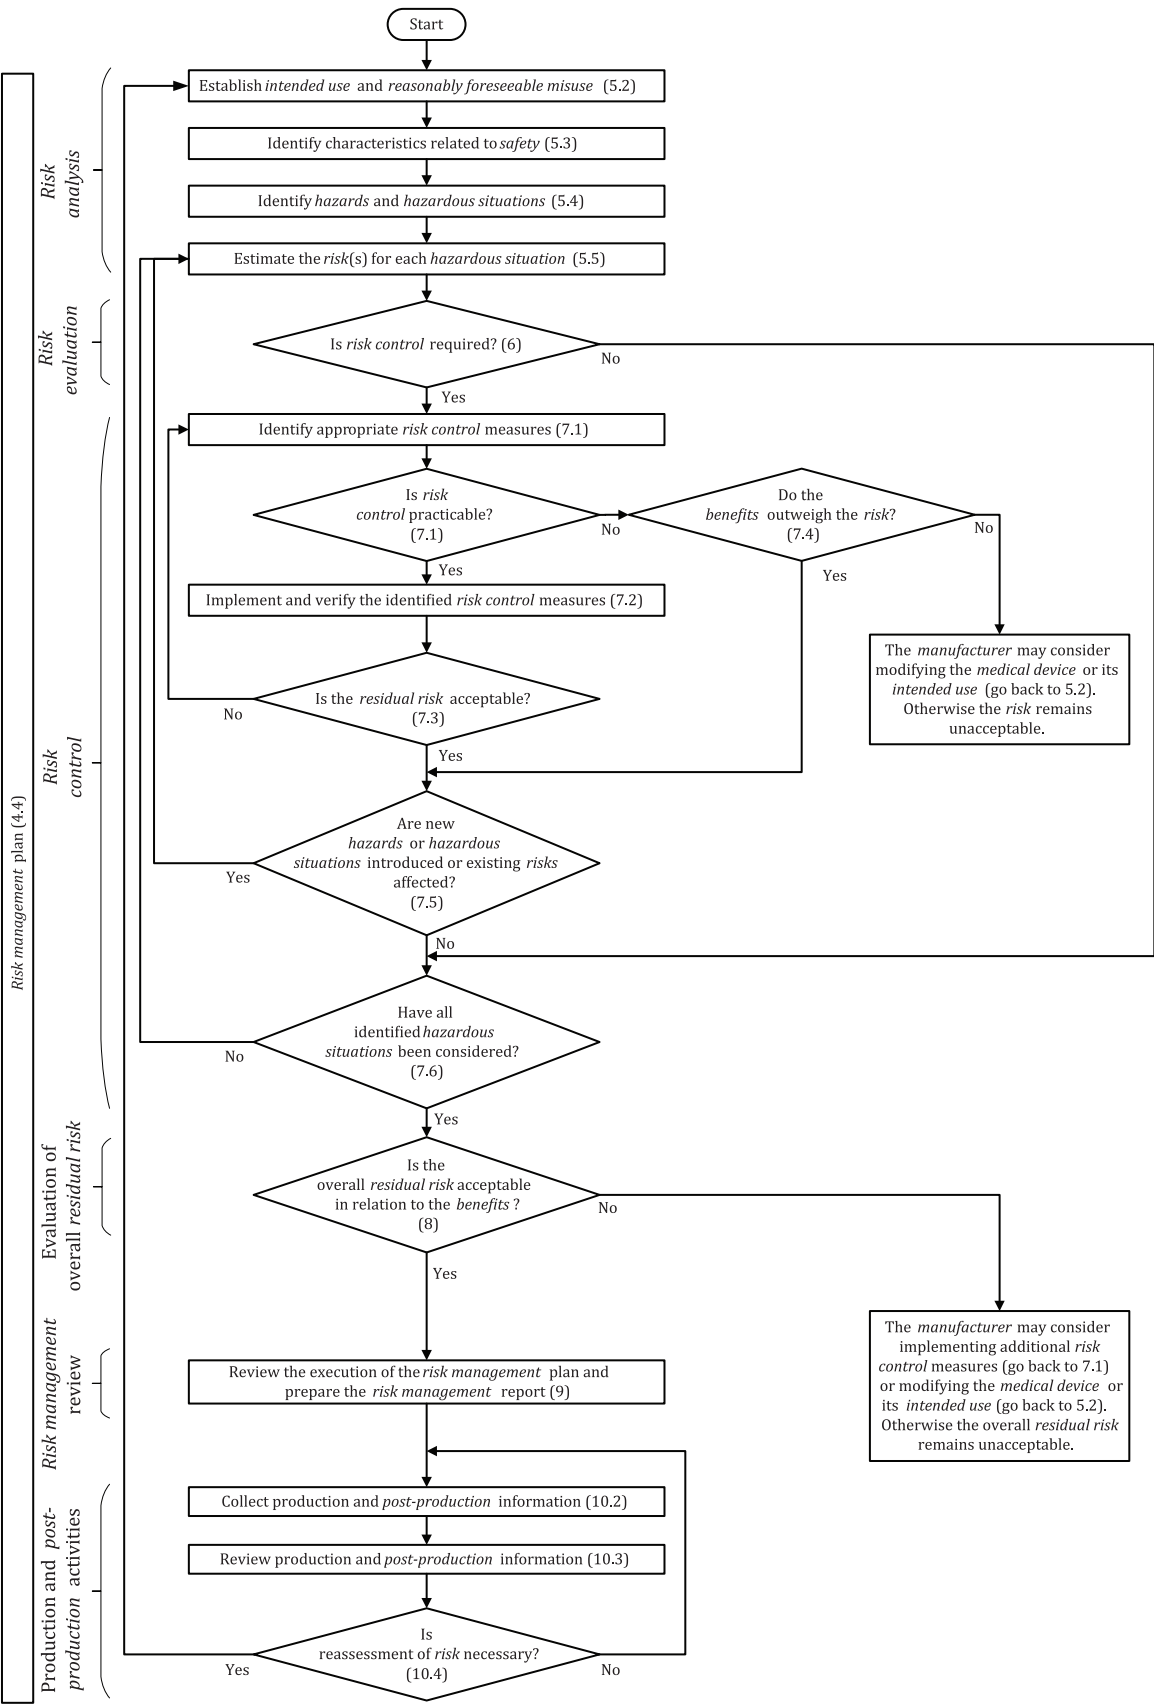 Start
Establish intended use and reasonably foreseeable misuse (5.2)
Identify characteristics related to safety (5.3)
Identify hazards and hazardous situations (5.4)
Estimate the risk(s) for each hazardous situation (5.5)
Risk
analysis
Is risk control required? (6)
No
Yes
Risk
evaluation
Identify appropriate risk control measures (7.1)
Is risk
control practicable?
(7.1)
No
Yes
Do the
benefits outweigh the risk?
(7.4)
No
Yes
Implement and verify the identified risk control measures (7.2)
The manufacturer may consider
modifying the medical device or its
intended use (go back to 5.2).
Otherwise the risk remains
unacceptable.
Is the residual risk acceptable?
(7.3)
No
Yes
Risk
control
Are new
hazards or hazardous
situations introduced or existing risks
affected?
(7.5)
Yes
No
Risk management plan (4.4)
Have all
identified hazardous
situations been considered?
(7.6)
No
Yes
Evaluation of
overall residual risk
Is the
overall residual risk acceptable
in relation to the benefits ?
(8)
No
Yes
The manufacturer may consider
implementing additional risk
control measures (go back to 7.1)
or modifying the medical device or
its intended use (go back to 5.2).
Otherwise the overall residual risk
remains unacceptable.
Risk management
review
Review the execution of the risk management plan and
prepare the risk management report (9)
Production and post-
production activities
Collect production and post-production information (10.2)
Review production and post-production information (10.3)
Is
reassessment of risk necessary?
(10.4)
Yes
No